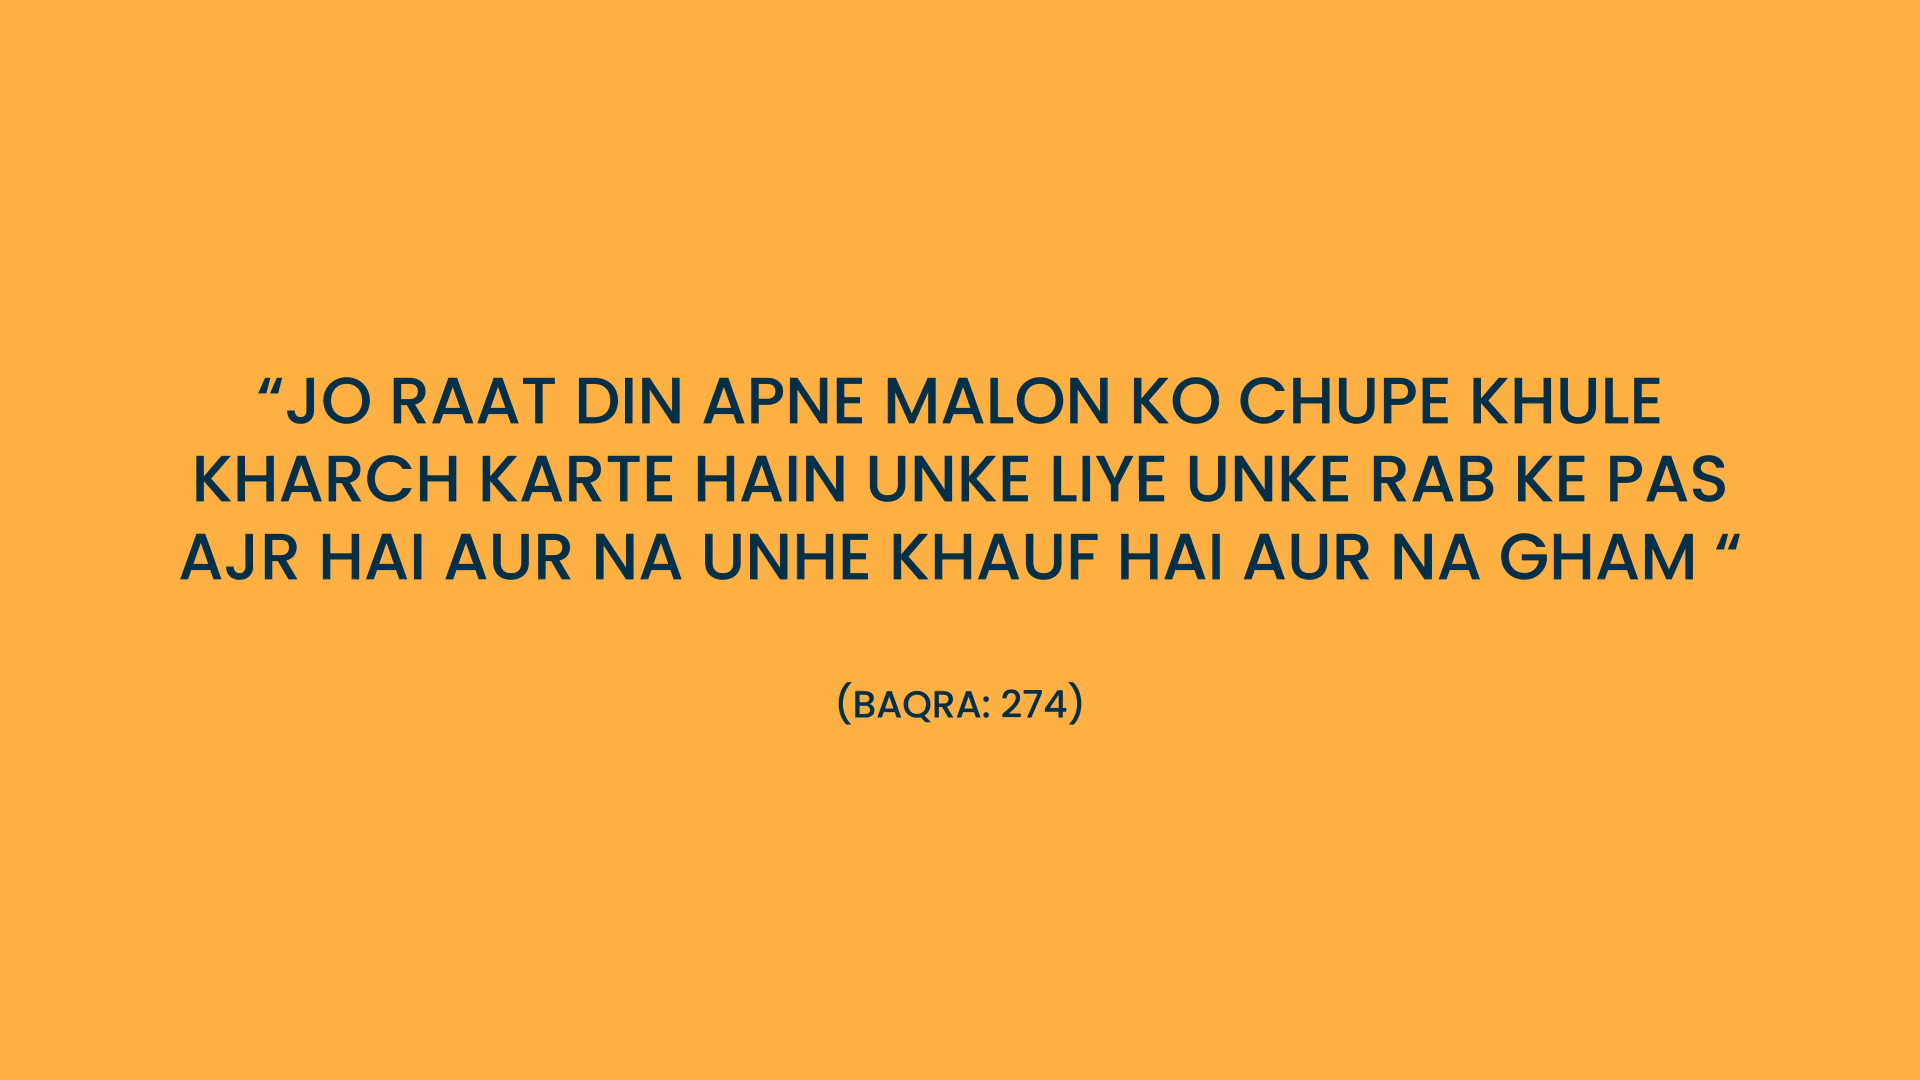 “JO RAAT DIN APNE MALON KO CHUPE KHULE
KHARCH KARTE HAIN UNKE LIYE UNKE RAB KE PAS
AJR HAI AUR NA UNHE KHAUF HAI AUR NA GHAM “
(BAQRA: 274)